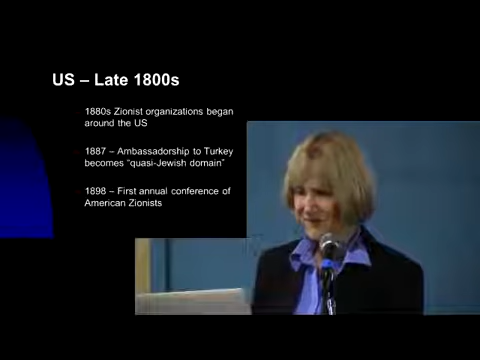 US – Late 1800s
1880s Zionist organizations began
around the US
1887 – Ambassadorship to Turkey
becomes “quasi-Jewish domain”
1898 – First annual conference of
American Zionists